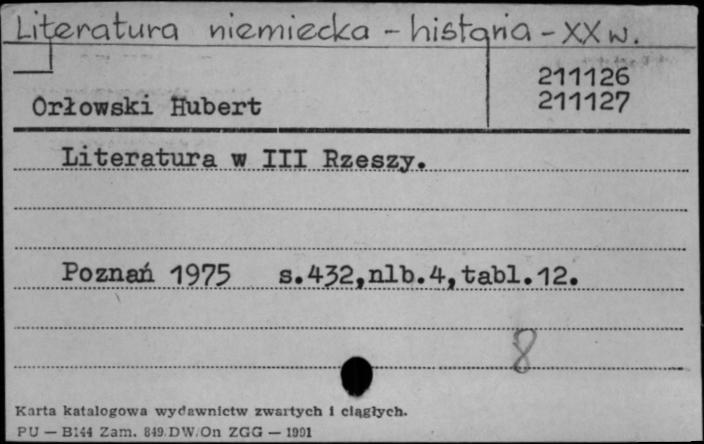 Literatura niemiecka - historia - XX w.
211126
Orłowski Hubert
211127
Literatura w III Rzeszy.
Poznań 1975 s.432,nlb.4,tabl.12.
8
Karta katalogowa wydawnictw zwartych i ciągłych.
PU — B144 Zam. 849/DW/On ZGG — 1991